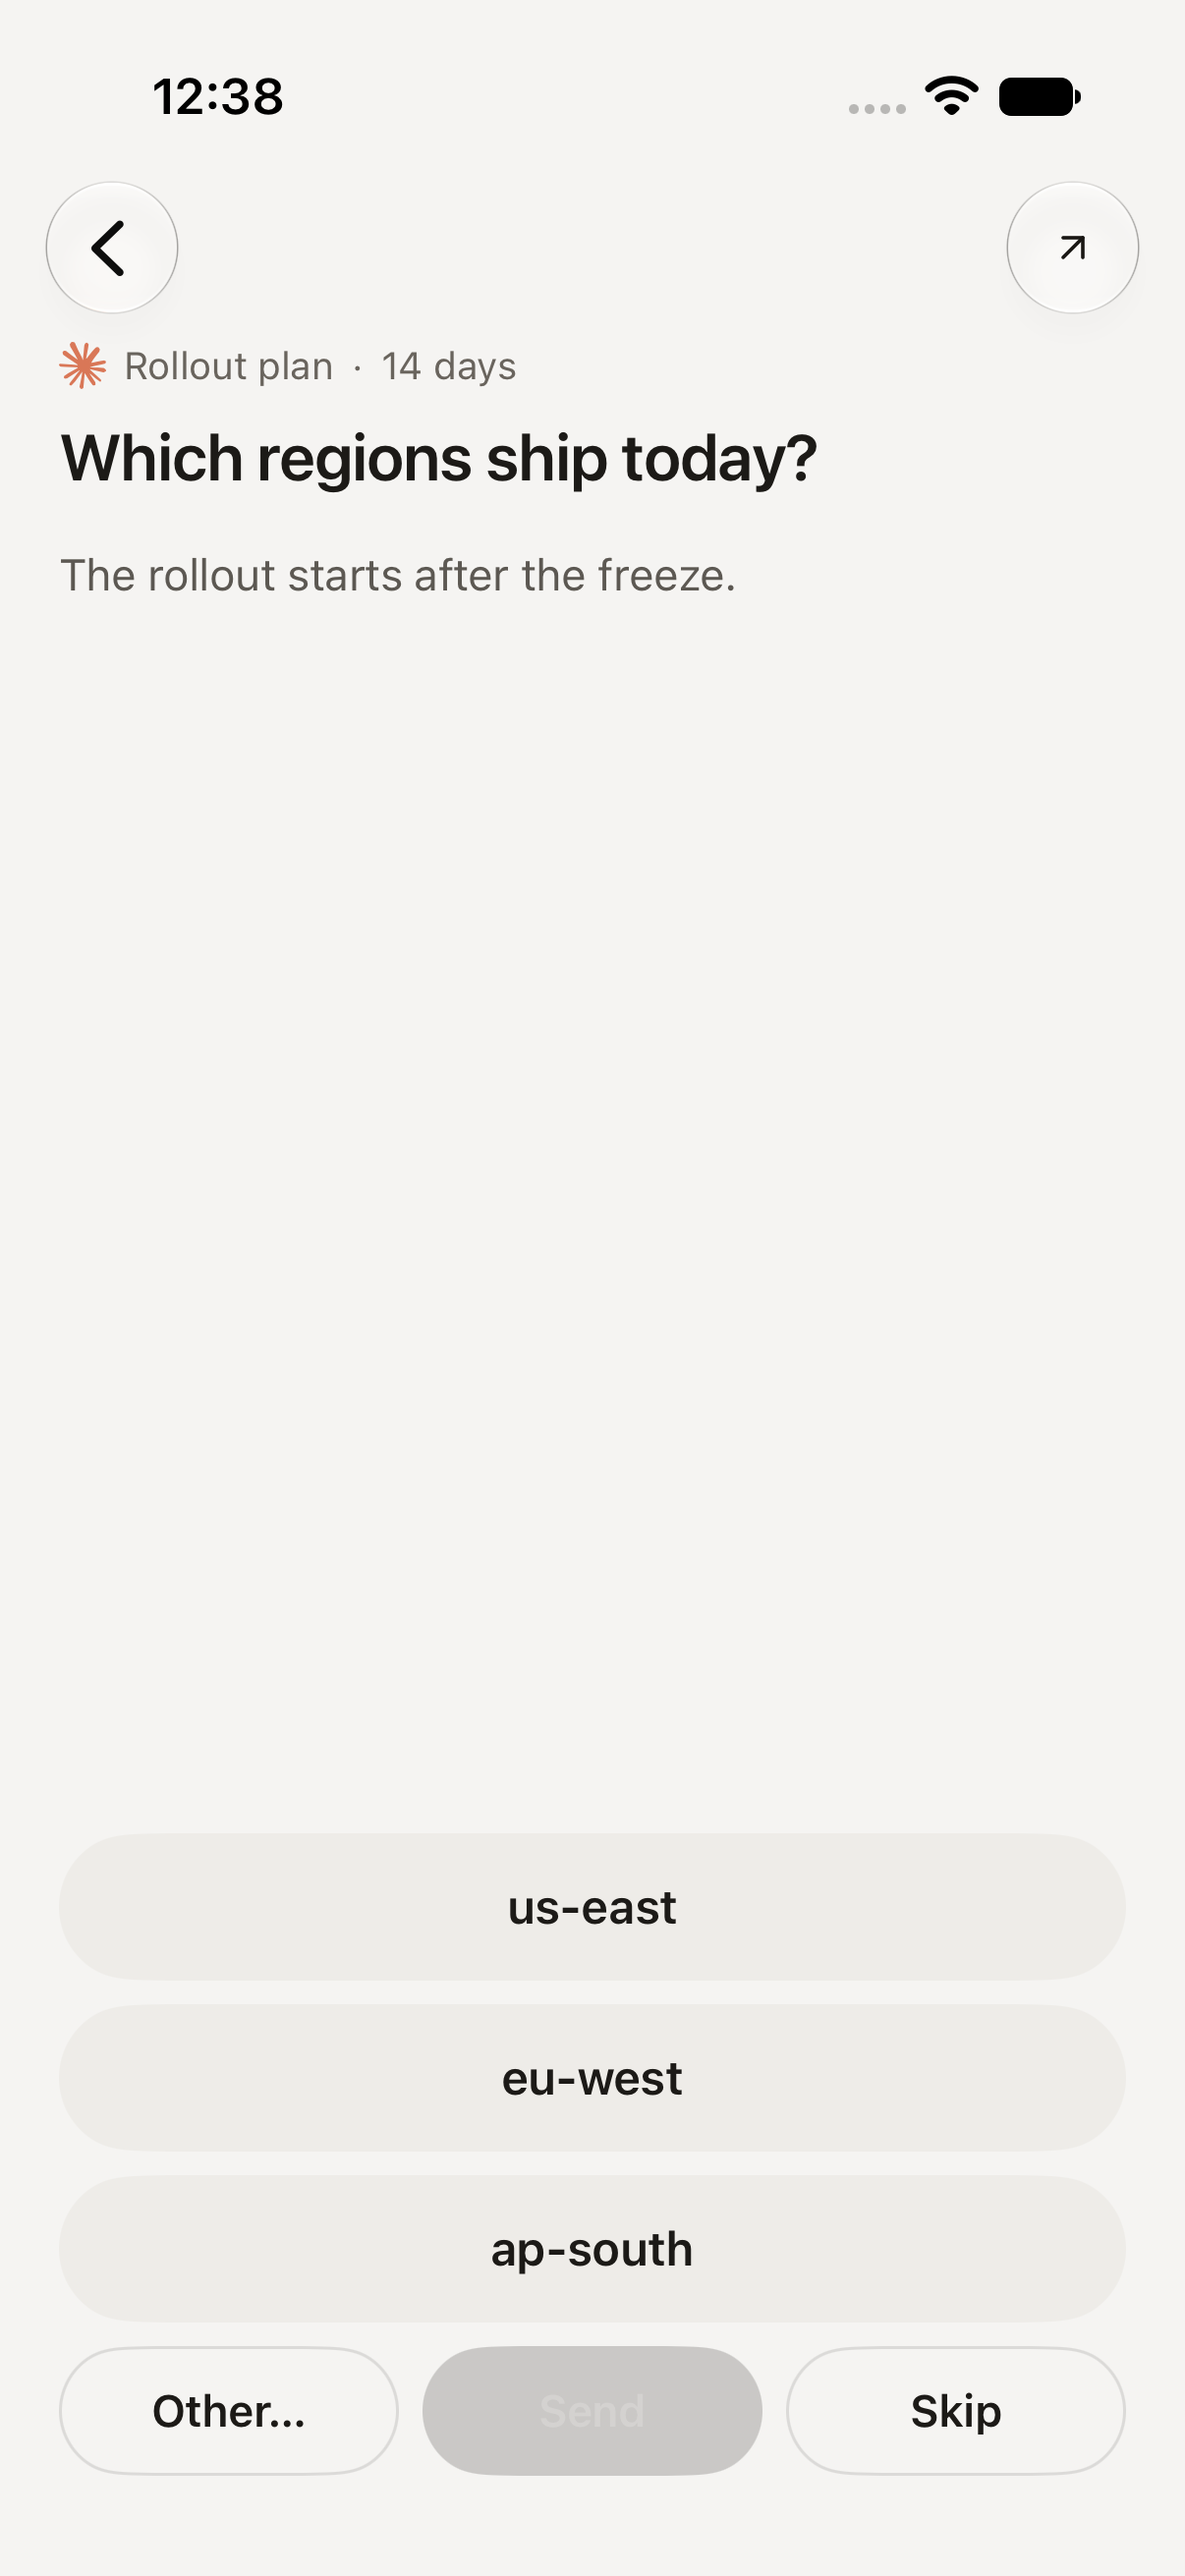 12:38
Rollout plan · 14 days
Which regions ship today?
The rollout starts after the freeze.
us-east
eu-west
ap-south
Other...
Send
Skip